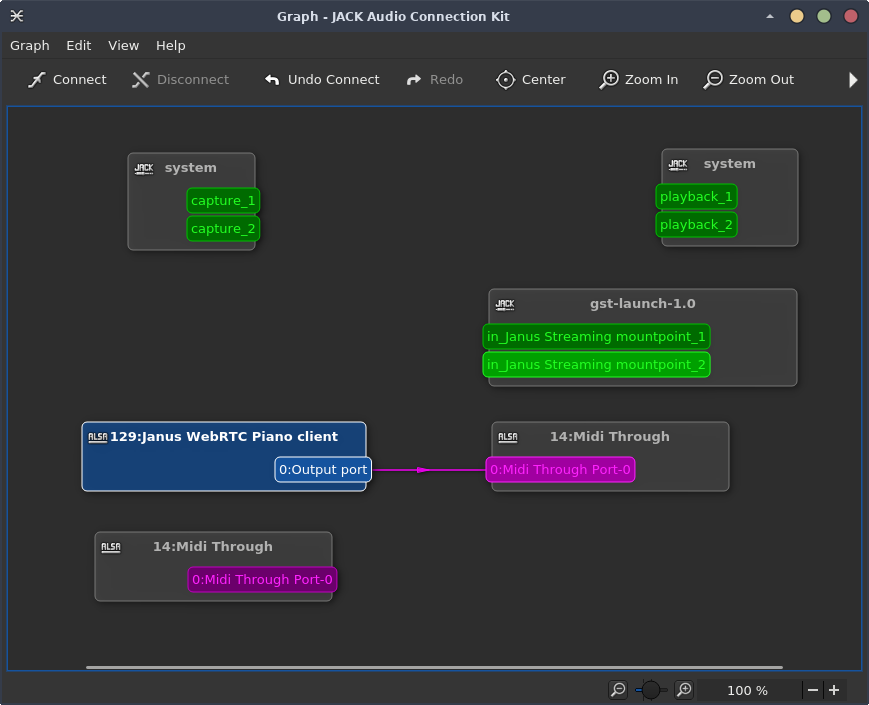 Graph - JACK Audio Connection Kit
Graph Edit View Help
Connect Disconnect Undo Connect Redo Center Zoom In Zoom Out
JACK system
capture_1
capture_2
JACK system
playback_1
playback_2
JACK gst-launch-1.0
in_Janus Streaming mountpoint_1
in_Janus Streaming mountpoint_2
ALSA 129:Janus WebRTC Piano client
0:Output port
ALSA 14:Midi Through
0:Midi Through Port-0
ALSA 14:Midi Through
0:Midi Through Port-0
100 %